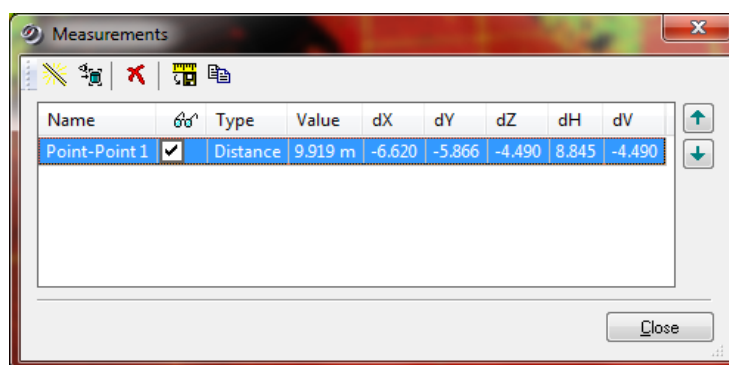 Measurements
Name Type Value dX dY dZ dH dV
Point-Point 1 Distance 9.919 m -6.620 -5.866 -4.490 8.845 -4.490
Close